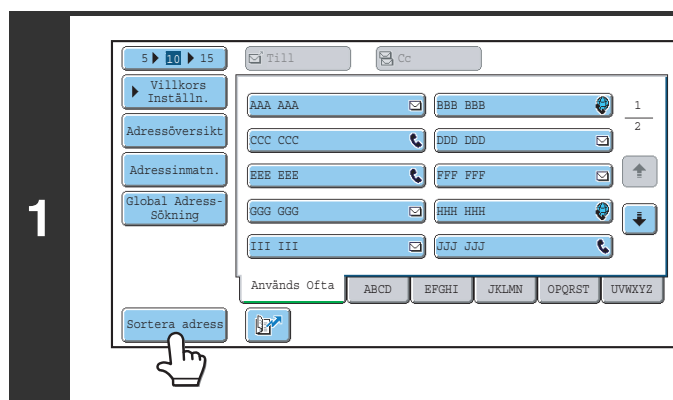 1
5 10 15
Till
Cc
Villkors
Inställn.
Adressöversikt
Adressinmatn.
Global Adress-
Sökning
AAA AAA
BBB BBB
CCC CCC
DDD DDD
EEE EEE
FFF FFF
GGG GGG
HHH HHH
III III
JJJ JJJ
1
2
Används Ofta
ABCD
EFGHI
JKLMN
OPQRST
UVWXYZ
Sortera adress